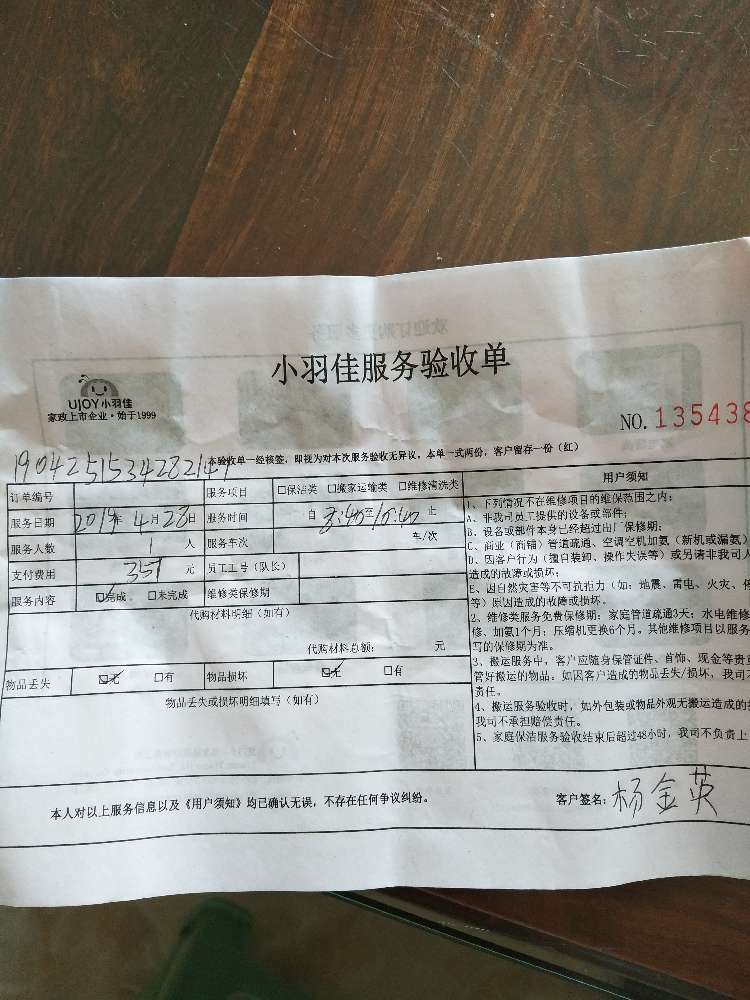 小羽佳服务验收单
UJOY小羽佳
家政上市企业·始于1999
NO. 135438
本验收单一经核签，即视为对本次服务验收无异议。本单一式两份，客户留存一份（红）
订单编号 服务项目 □保洁类 □搬家运输类 □维修清洗类
服务日期 2019年 4月28日 服务时间 自 8:40至10:40 止
服务人数 1 人 服务车次 车/次
支付费用 351 元 员工工号（队长）
服务内容 ☑完成 □未完成 维修类保修期
代购材料明细（如有）
代购材料总额： 元
物品丢失 ☑无 □有 物品损坏 ☑无 □有
物品丢失或损坏明细填写（如有）
用户须知
1、下列情况不在维修项目的维保范围之内：
A、非我司员工提供的设备或部件；
B、设备或部件本身已经超过出厂保修期；
C、商业（商铺）管道疏通、空调空机加氨（新机或漏氨）
D、因客户行为（擅自装卸、操作失误等）或另请非我司人
造成的故障或损坏；
E、因自然灾害等不可抗拒力（如：地震、雷电、火灾、
等）原因造成的故障或损坏。
2、维修类服务免费保修期：家庭管道疏通3天；水电维修
修、加氨1个月；压缩机更换6个月。其他维修项目以服务
写的保修期为准。
3、搬运服务中，客户应随身保管证件、首饰、现金等贵
管好搬运的物品。如因客户造成的物品丢失/损坏，我司
责任。
4、搬运服务验收时，如外包装或物品外观无搬运造成的
我司不承担赔偿责任。
5、家庭保洁服务验收结束后超过48小时，我司不负责上
本人对以上服务信息以及《用户须知》均已确认无误，不存在任何争议纠纷。
客户签名：杨金英